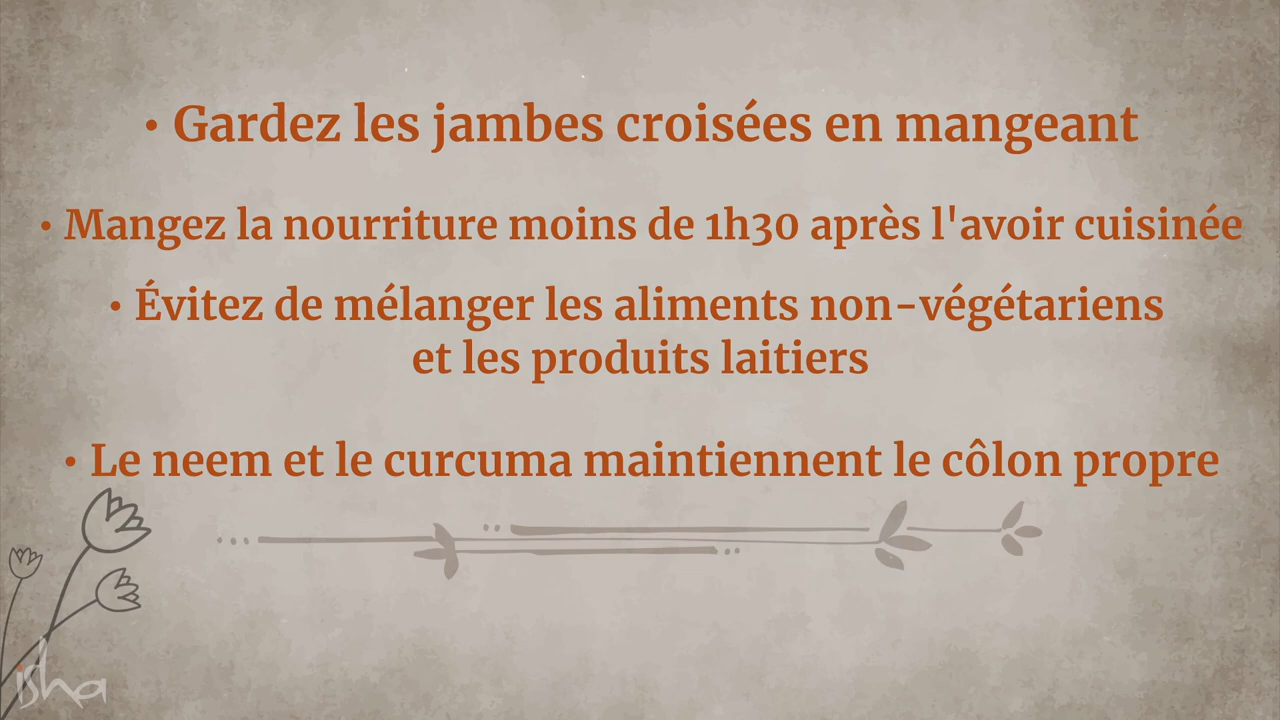 • Gardez les jambes croisées en mangeant
• Mangez la nourriture moins de 1h30 après l'avoir cuisinée
• Évitez de mélanger les aliments non-végétariens
et les produits laitiers
• Le neem et le curcuma maintiennent le côlon propre
isha